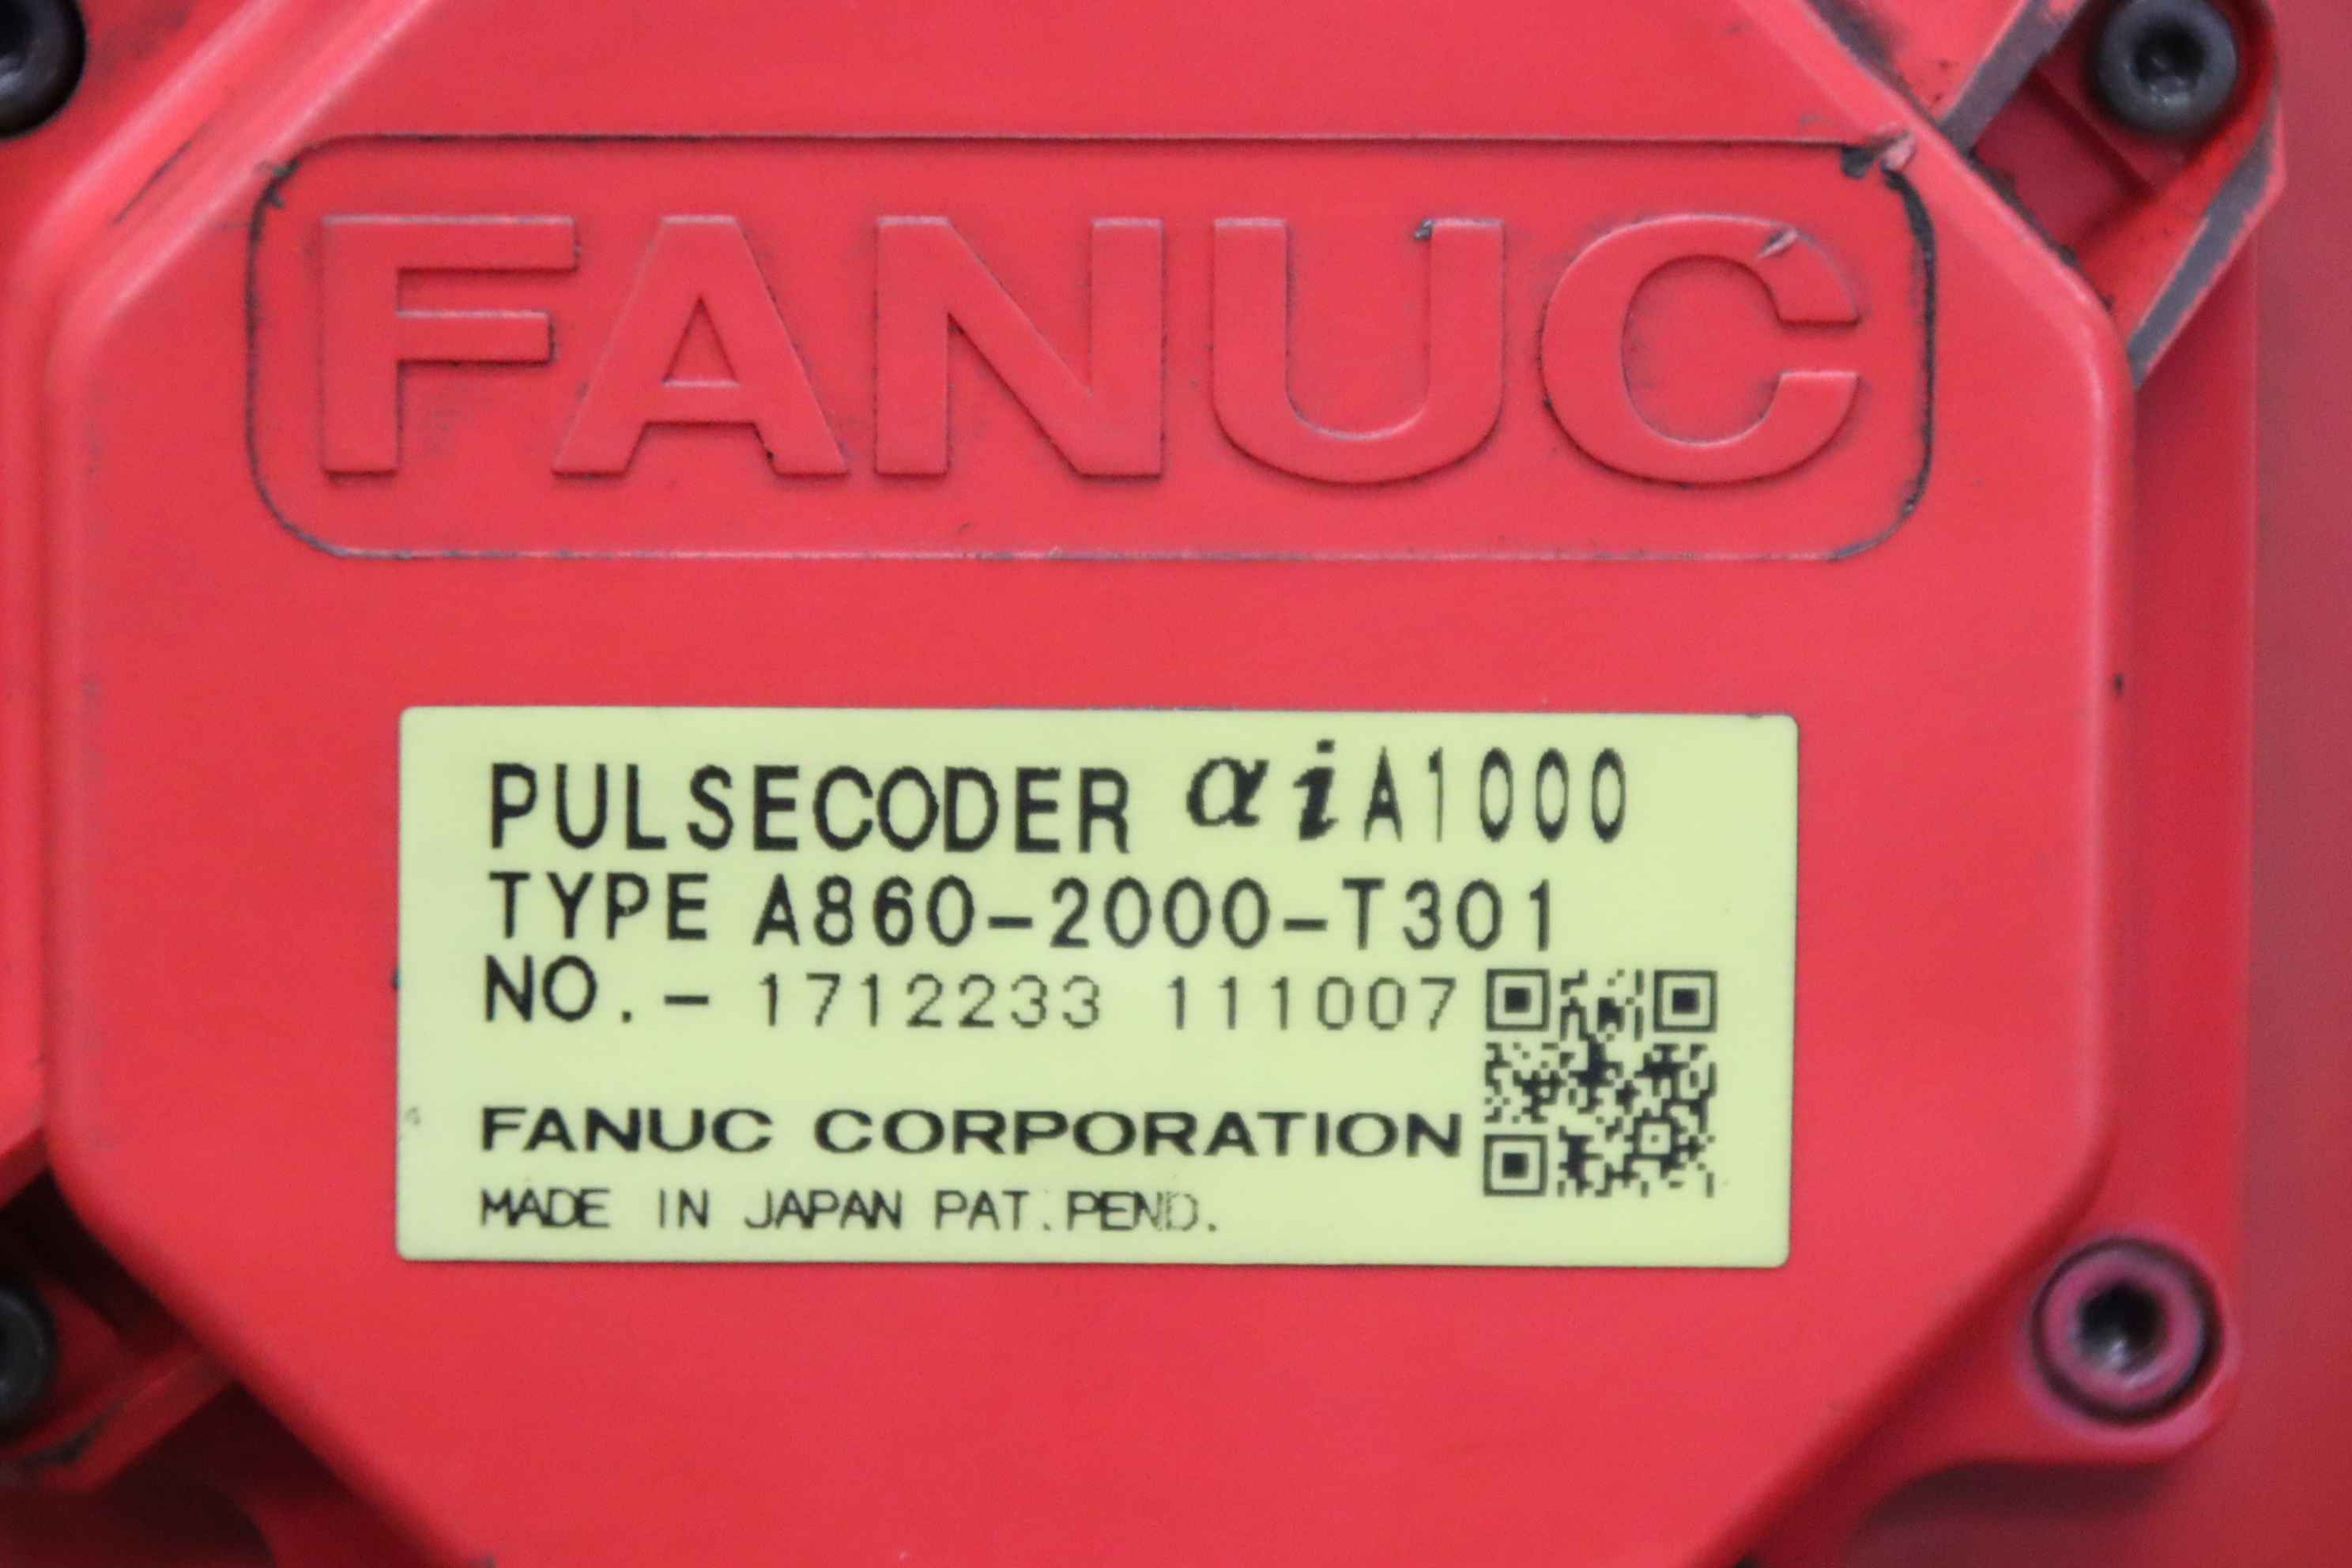 FANUC
PULSECODER αiA1000
TYPE A860-2000-T301
NO.- 1712233 111007
FANUC CORPORATION
MADE IN JAPAN PAT. PEND.